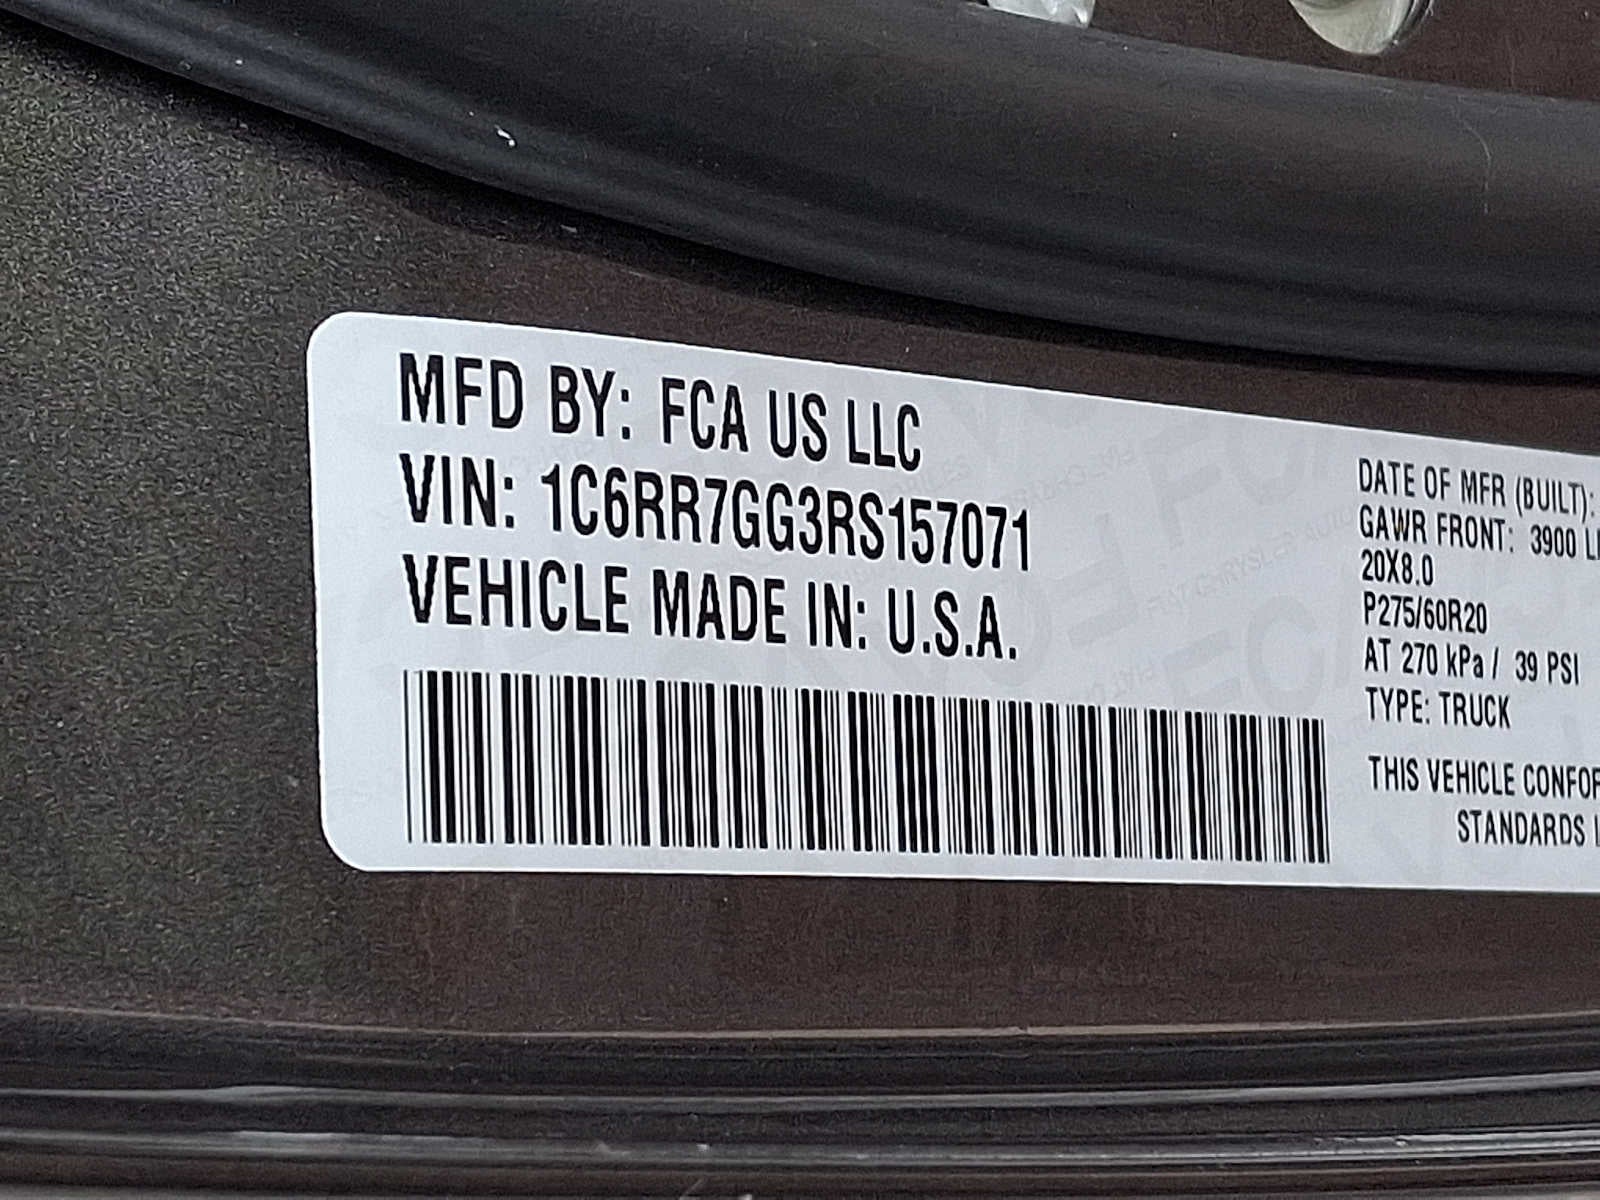 MFD BY: FCA US LLC
VIN: 1C6RR7GG3RS157071
VEHICLE MADE IN: U.S.A.
DATE OF MFR (BUILT):
GAWR FRONT: 3900
20X8.0
P275/60R20
AT 270 kPa / 39 PSI
TYPE: TRUCK
THIS VEHICLE
STANDARDS